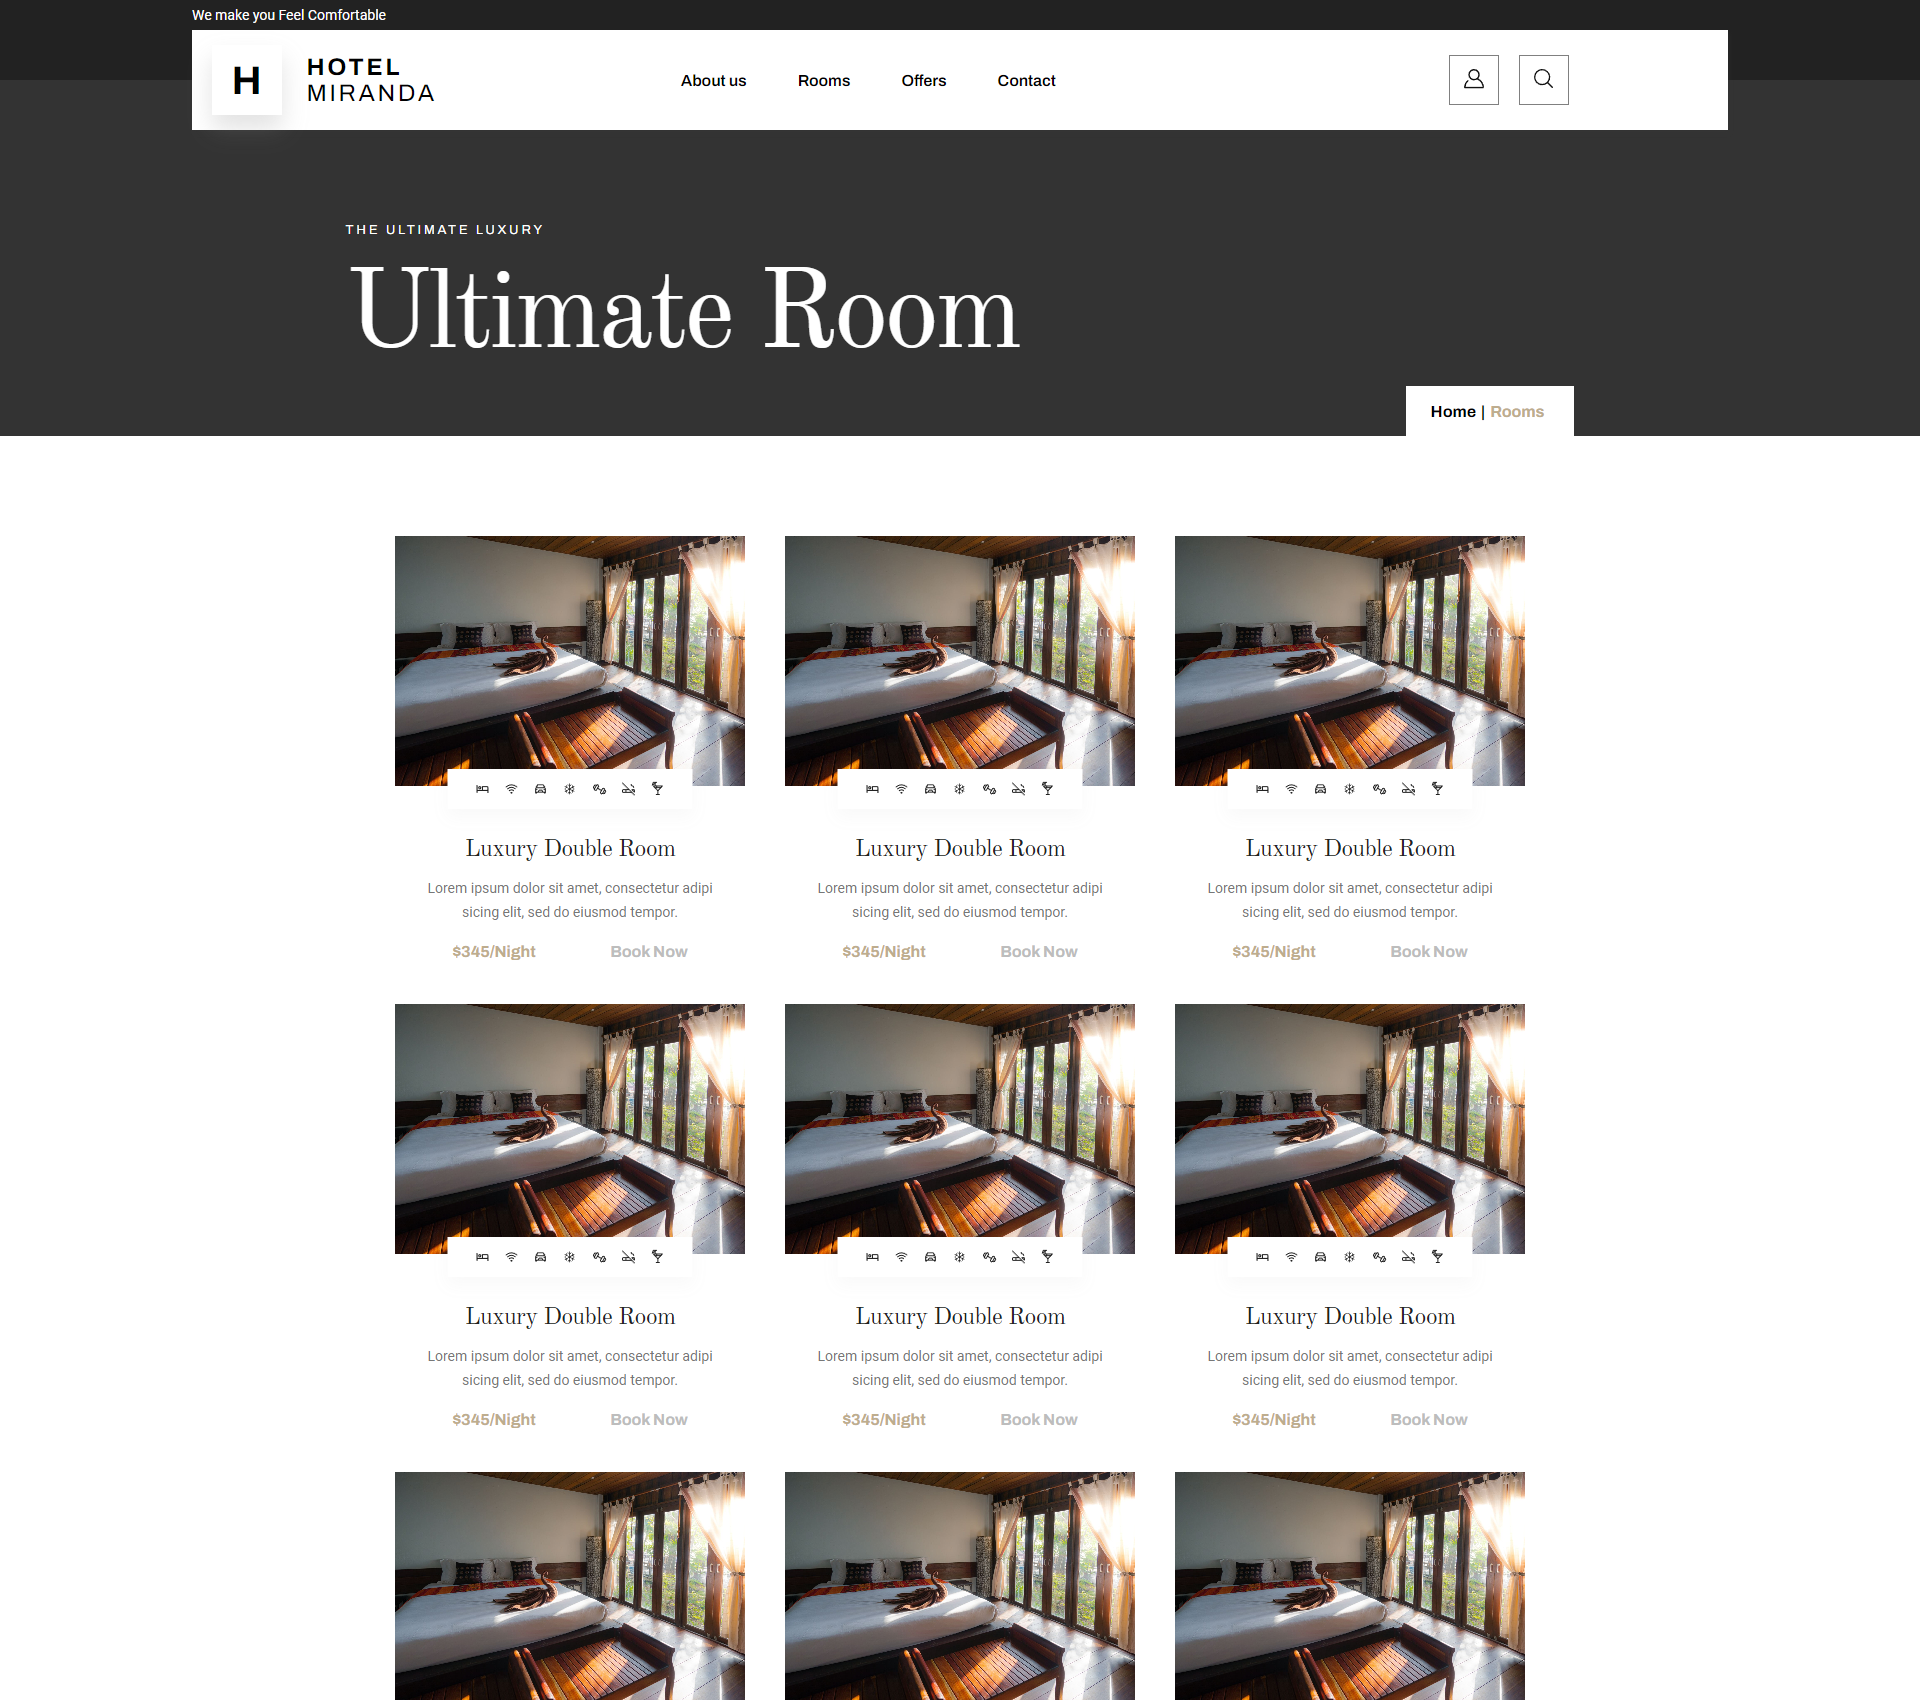 We make you Feel Comfortable
H
HOTEL
MIRANDA
About us
Rooms
Offers
Contact
THE ULTIMATE LUXURY
Ultimate Room
Home | Rooms
Luxury Double Room
Lorem ipsum dolor sit amet, consectetur adipi
sicing elit, sed do eiusmod tempor.
$345/Night
Book Now
Luxury Double Room
Lorem ipsum dolor sit amet, consectetur adipi
sicing elit, sed do eiusmod tempor.
$345/Night
Book Now
Luxury Double Room
Lorem ipsum dolor sit amet, consectetur adipi
sicing elit, sed do eiusmod tempor.
$345/Night
Book Now
Luxury Double Room
Lorem ipsum dolor sit amet, consectetur adipi
sicing elit, sed do eiusmod tempor.
$345/Night
Book Now
Luxury Double Room
Lorem ipsum dolor sit amet, consectetur adipi
sicing elit, sed do eiusmod tempor.
$345/Night
Book Now
Luxury Double Room
Lorem ipsum dolor sit amet, consectetur adipi
sicing elit, sed do eiusmod tempor.
$345/Night
Book Now